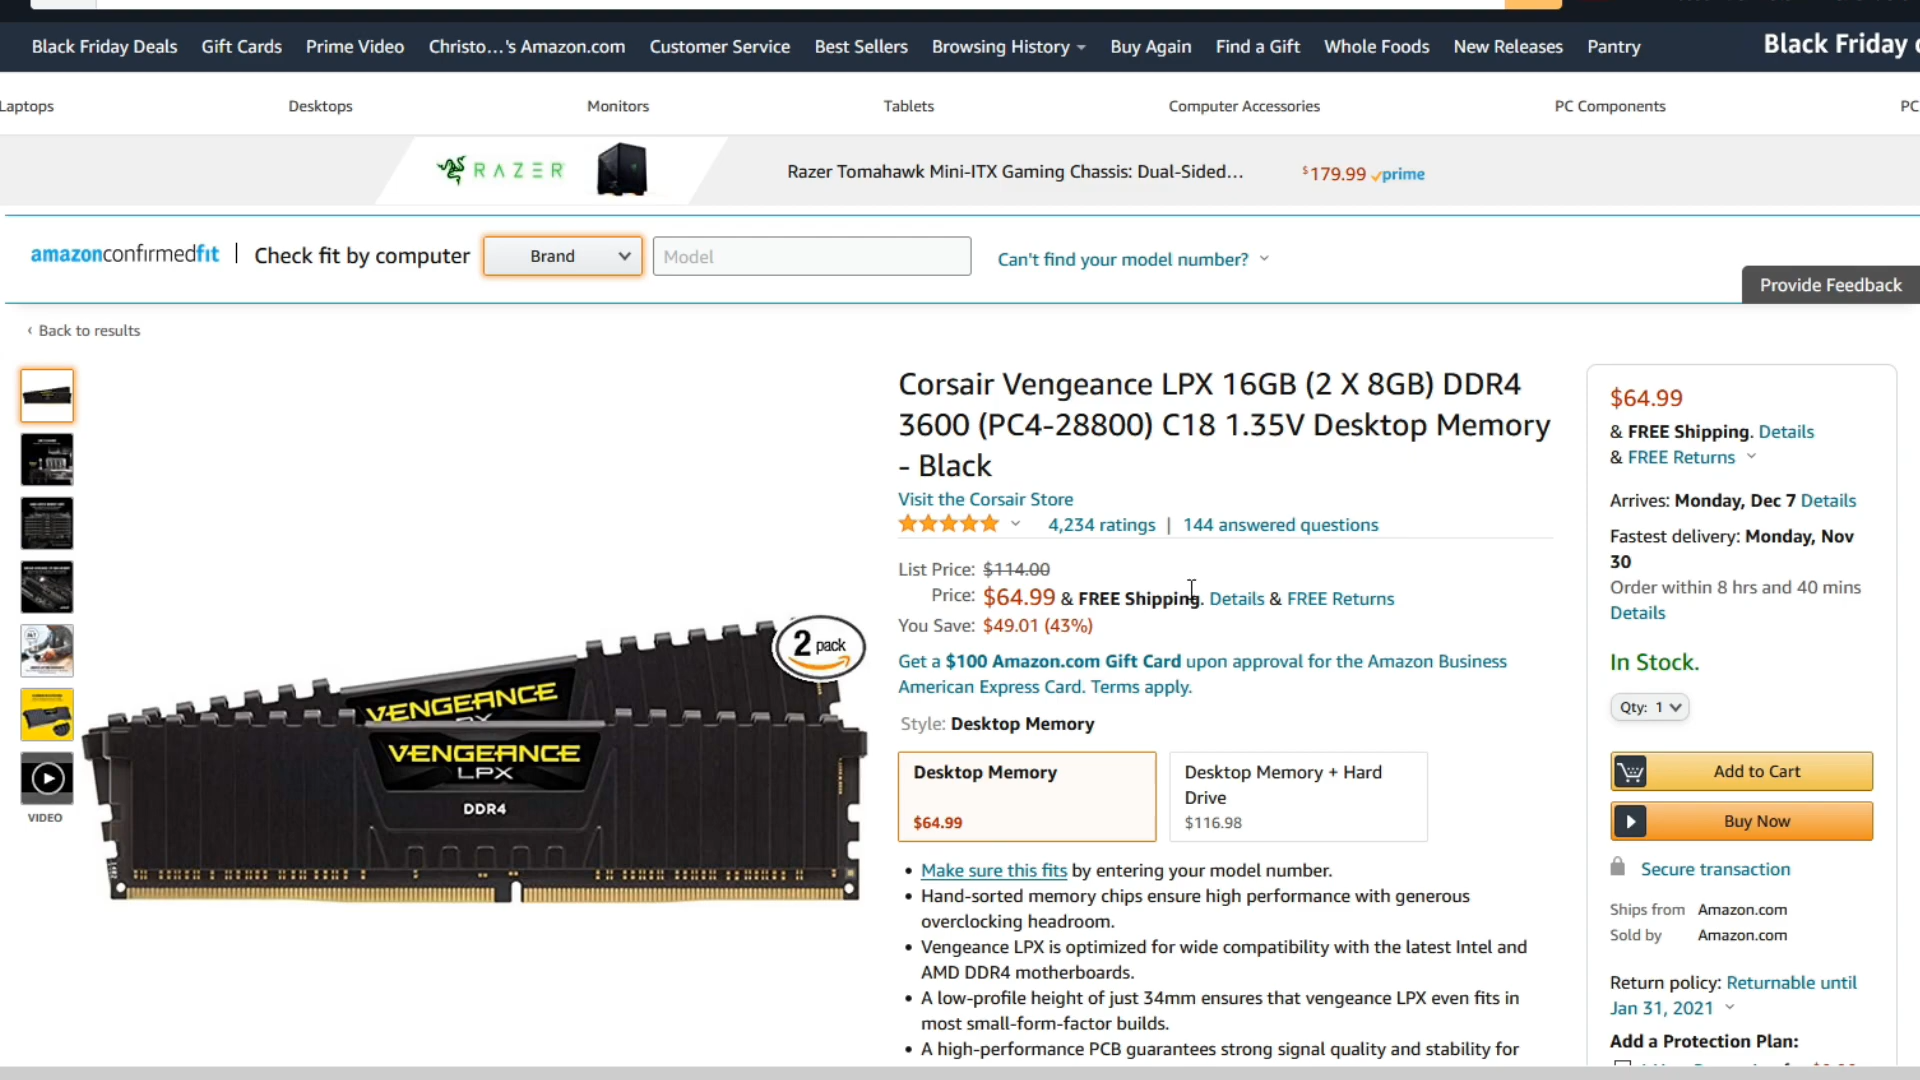 Black Friday Deals Gift Cards Prime Video Christo…'s Amazon.com Customer Service Best Sellers Browsing History Buy Again Find a Gift Whole Foods New Releases Pantry Black Friday
Laptops Desktops Monitors Tablets Computer Accessories PC Components PC
RAZER Razer Tomahawk Mini-ITX Gaming Chassis: Dual-Sided… $179.99 prime
amazonconfirmedfit | Check fit by computer Brand Model Can't find your model number?
Provide Feedback
‹ Back to results
Corsair Vengeance LPX 16GB (2 X 8GB) DDR4
3600 (PC4-28800) C18 1.35V Desktop Memory
- Black
Visit the Corsair Store
4,234 ratings | 144 answered questions
List Price: $114.00
Price: $64.99 & FREE Shipping. Details & FREE Returns
You Save: $49.01 (43%)
Get a $100 Amazon.com Gift Card upon approval for the Amazon Business
American Express Card. Terms apply.
Style: Desktop Memory
Desktop Memory
$64.99
Desktop Memory + Hard
Drive
$116.98
• Make sure this fits by entering your model number.
• Hand-sorted memory chips ensure high performance with generous
overclocking headroom.
• Vengeance LPX is optimized for wide compatibility with the latest Intel and
AMD DDR4 motherboards.
• A low-profile height of just 34mm ensures that vengeance LPX even fits in
most small-form-factor builds.
• A high-performance PCB guarantees strong signal quality and stability for
2 pack
VENGEANCE
VENGEANCE
LPX
DDR4
VIDEO
$64.99
& FREE Shipping. Details
& FREE Returns
Arrives: Monday, Dec 7 Details
Fastest delivery: Monday, Nov
30
Order within 8 hrs and 40 mins
Details
In Stock.
Qty: 1
Add to Cart
Buy Now
Secure transaction
Ships from Amazon.com
Sold by Amazon.com
Return policy: Returnable until
Jan 31, 2021
Add a Protection Plan: